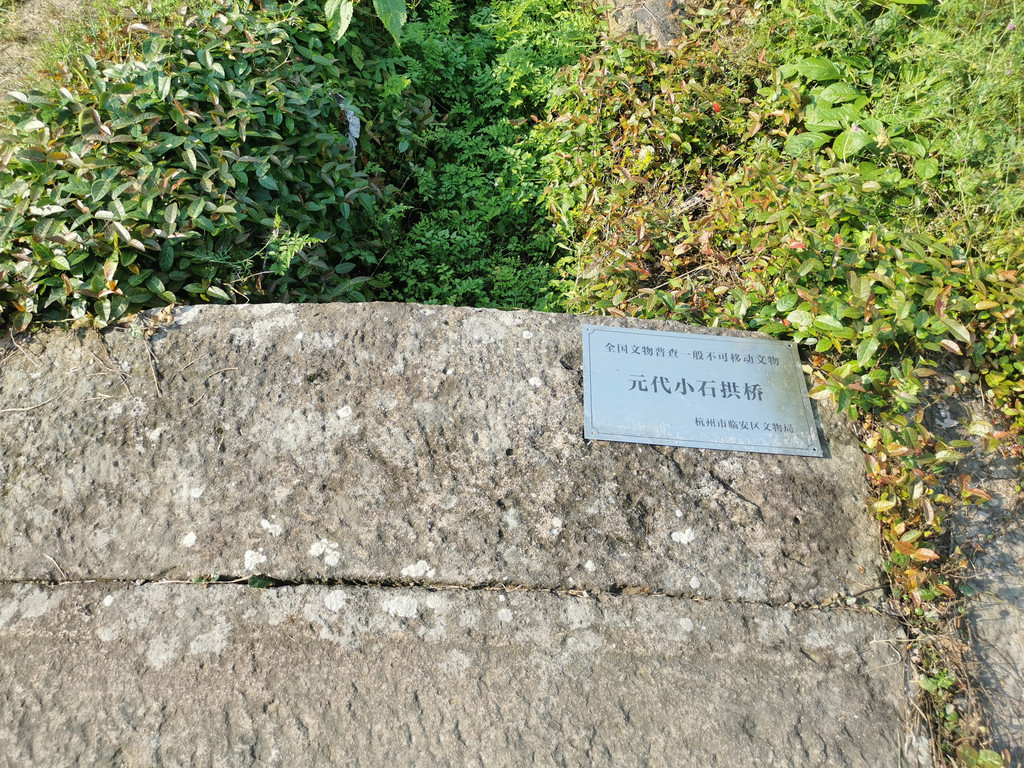 全国文物普查一般不可移动文物
元代小石拱桥
杭州市临安区文物局